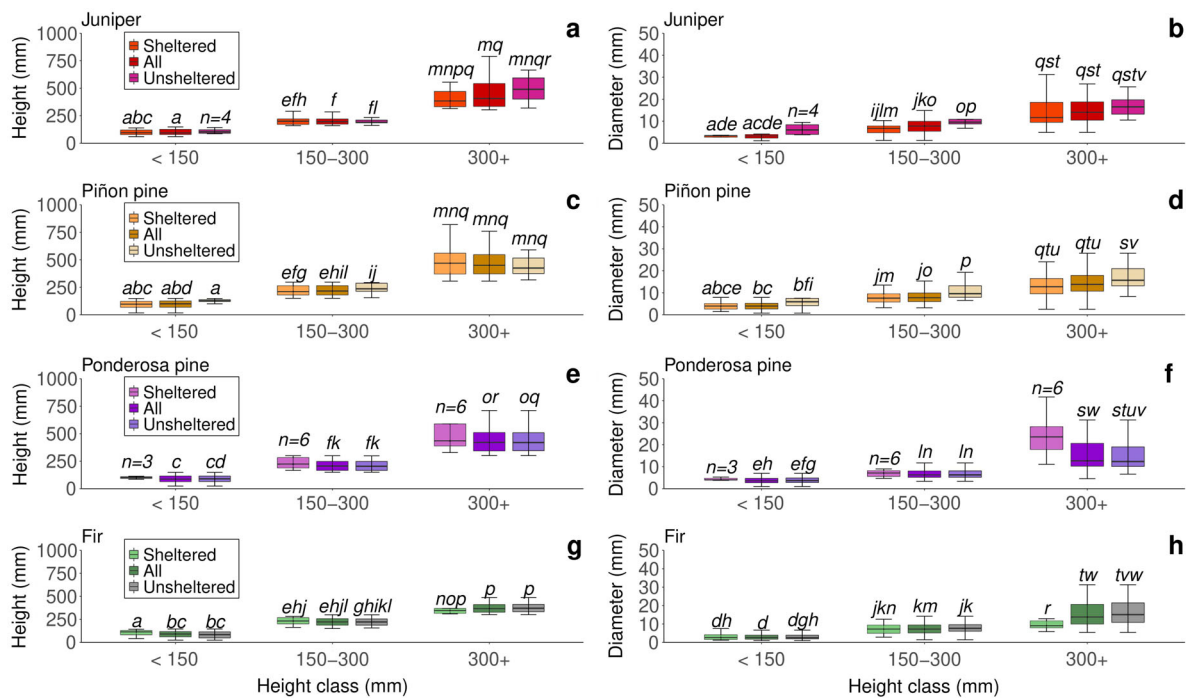 Juniper
a
Height (mm)
1000
750
500
250
0
Sheltered
All
Unsheltered
abc a n=4
efh f fl
mnpq mq mnqr
< 150 150–300 300+
Juniper
b
Diameter (mm)
50
40
30
20
10
0
ade acde n=4
ijlm jko op
qst qst qstv
< 150 150–300 300+
Piñon pine
c
Height (mm)
1000
750
500
250
0
Sheltered
All
Unsheltered
abc abd a
efg ehil ij
mnq mnq mnq
< 150 150–300 300+
Piñon pine
d
Diameter (mm)
50
40
30
20
10
0
abce bc bfi
jm jo p
qtu qtu sv
< 150 150–300 300+
Ponderosa pine
e
Height (mm)
1000
750
500
250
0
Sheltered
All
Unsheltered
n=3 c cd
n=6 fk fk
n=6 or oq
< 150 150–300 300+
Ponderosa pine
f
Diameter (mm)
50
40
30
20
10
0
n=3 eh efg
n=6 ln ln
n=6 sw stuv
< 150 150–300 300+
Fir
g
Height (mm)
1000
750
500
250
0
Sheltered
All
Unsheltered
a bc bc
ehj ehjl ghikl
nop p p
< 150 150–300 300+
Height class (mm)
Fir
h
Diameter (mm)
50
40
30
20
10
0
dh d dgh
jkn km jk
r tw tvw
< 150 150–300 300+
Height class (mm)